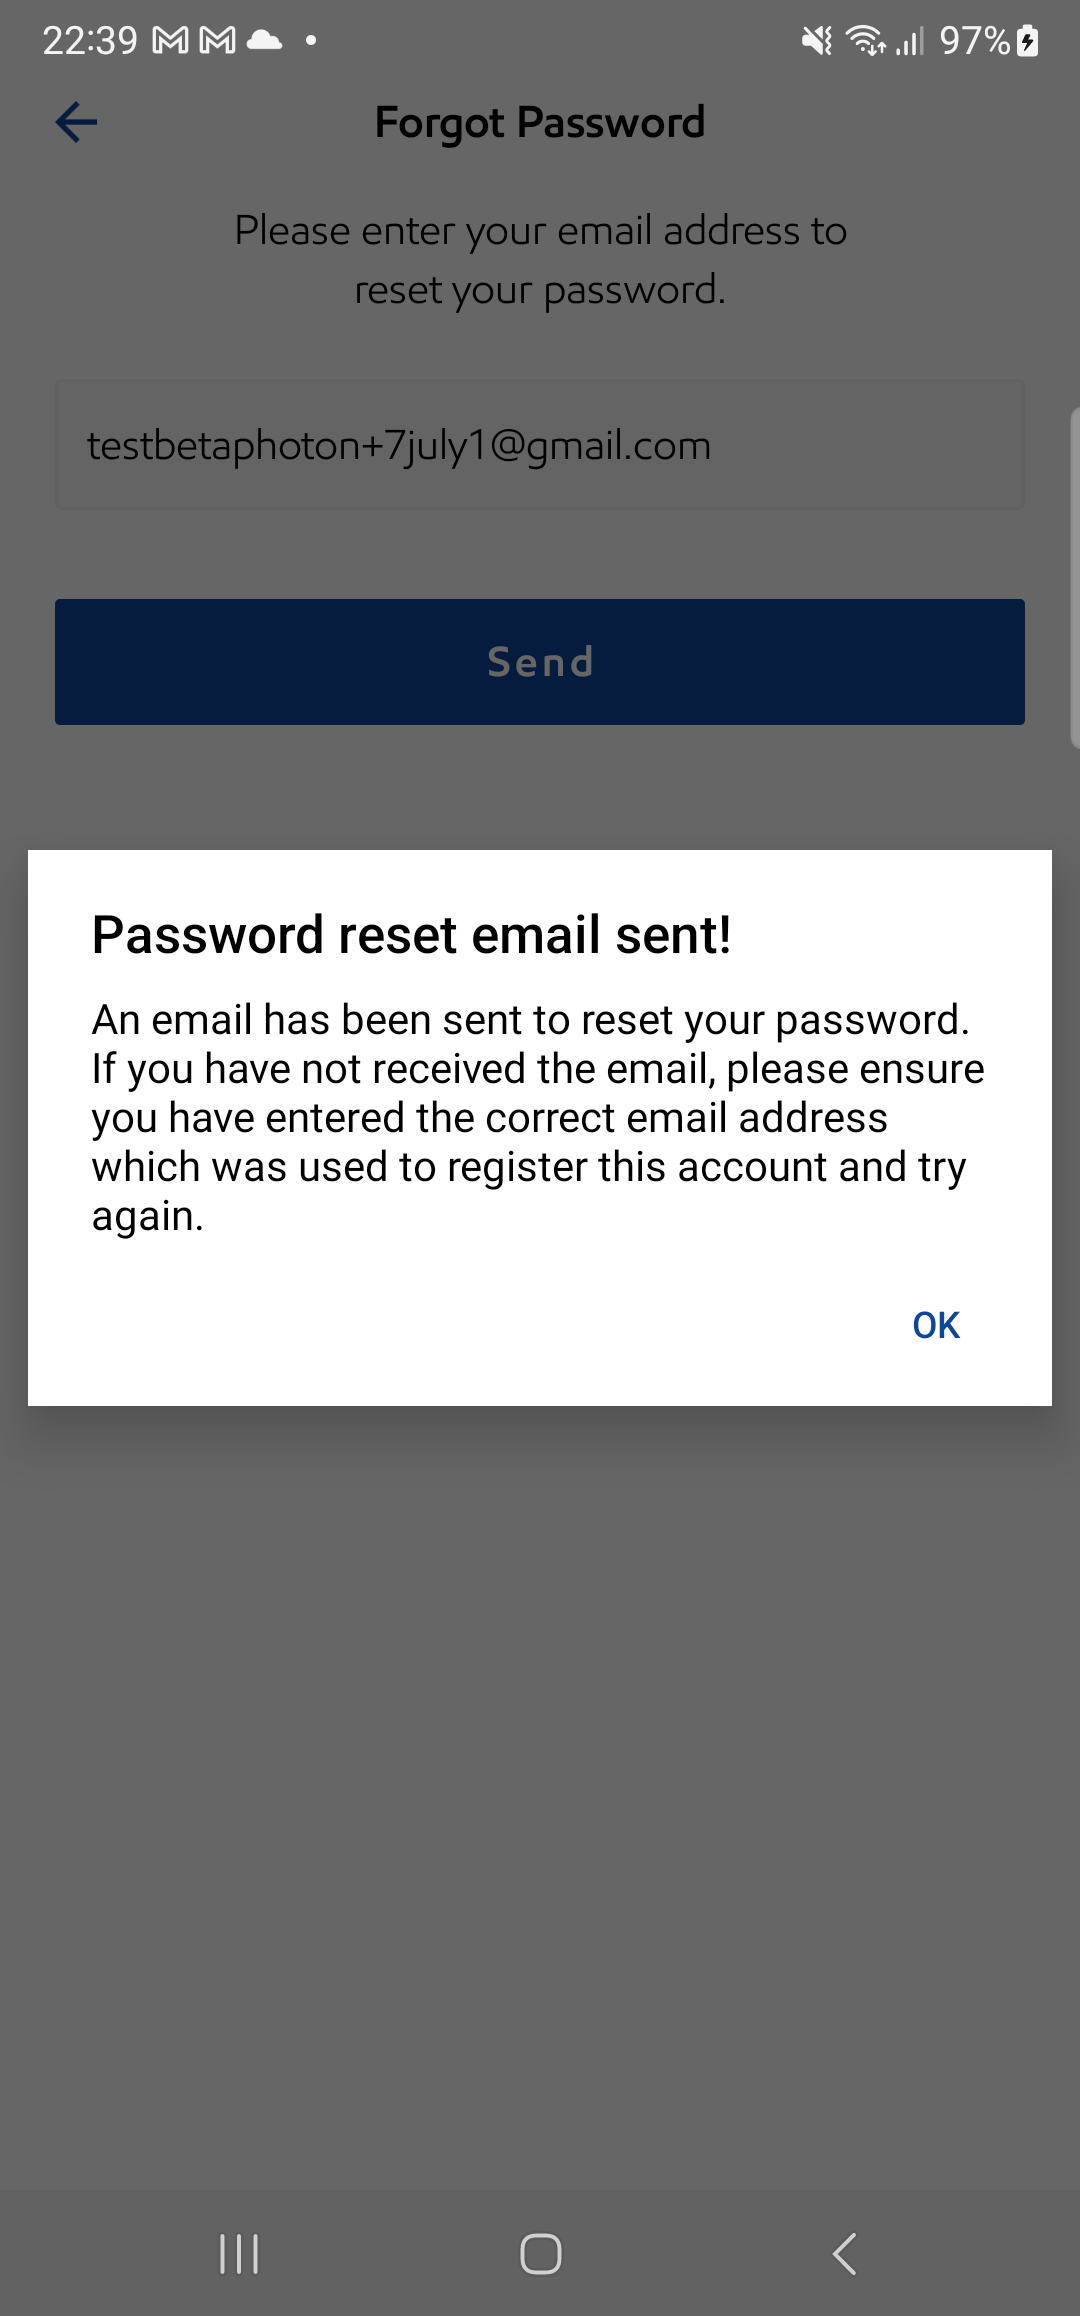 22:39
97%
Forgot Password
Please enter your email address to
reset your password.
testbetaphoton+7july1@gmail.com
Send
Password reset email sent!
An email has been sent to reset your password.
If you have not received the email, please ensure
you have entered the correct email address
which was used to register this account and try
again.
OK